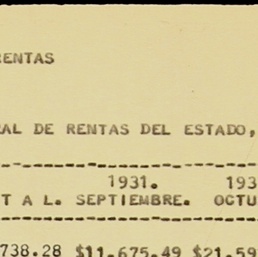 RENTAS
AL DE RENTAS DEL ESTADO,
1931. 193
T A L. SEPTIEMBRE. OCTU
738.28 $11,675.49 $21.59